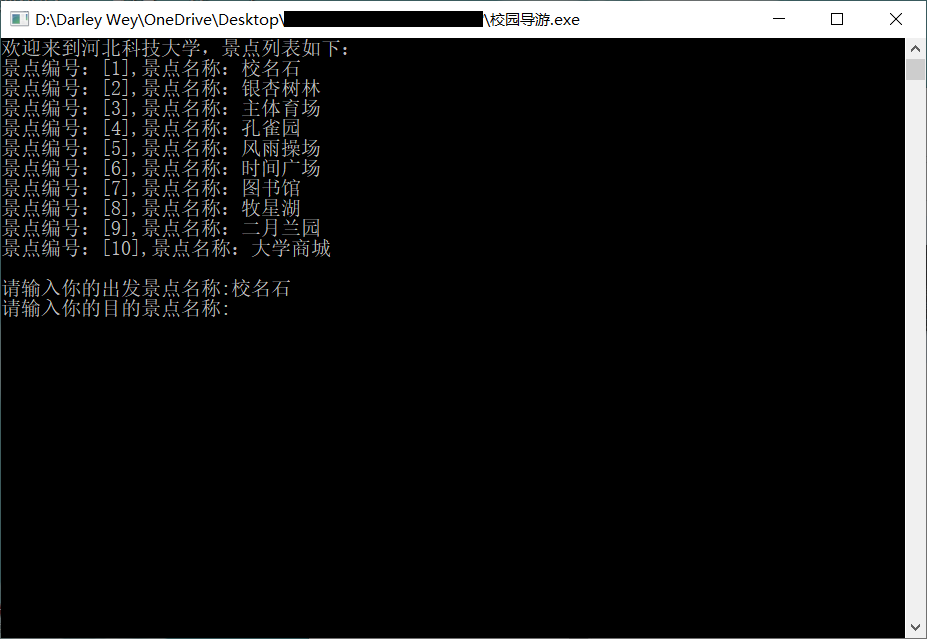 D:\Darley Wey\OneDrive\Desktop\ \校园导游.exe
欢迎来到河北科技大学，景点列表如下：
景点编号：[1],景点名称：校名石
景点编号：[2],景点名称：银杏树林
景点编号：[3],景点名称：主体育场
景点编号：[4],景点名称：孔雀园
景点编号：[5],景点名称：风雨操场
景点编号：[6],景点名称：时间广场
景点编号：[7],景点名称：图书馆
景点编号：[8],景点名称：牧星湖
景点编号：[9],景点名称：二月兰园
景点编号：[10],景点名称：大学商城
请输入你的出发景点名称:校名石
请输入你的目的景点名称: